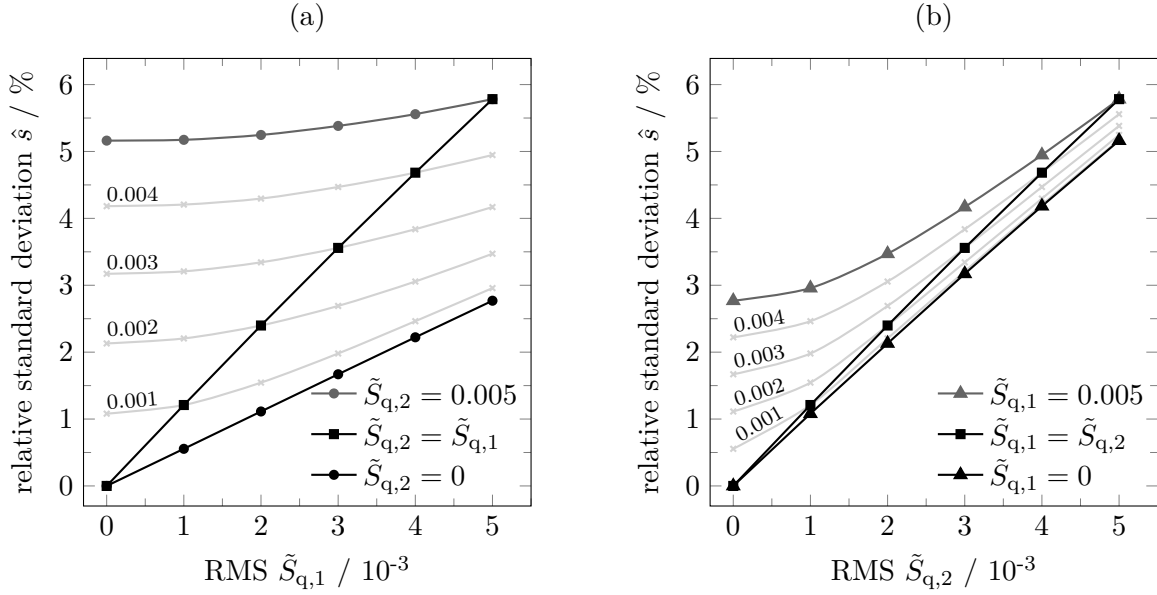 (a)
relative standard deviation ŝ / %
6
5
4
3
2
1
0
0.004
0.003
0.002
0.001
S̃q,2 = 0.005
S̃q,2 = S̃q,1
S̃q,2 = 0
0 1 2 3 4 5
RMS S̃q,1 / 10-3
(b)
relative standard deviation ŝ / %
6
5
4
3
2
1
0
0.004
0.003
0.002
0.001
S̃q,1 = 0.005
S̃q,1 = S̃q,2
S̃q,1 = 0
0 1 2 3 4 5
RMS S̃q,2 / 10-3